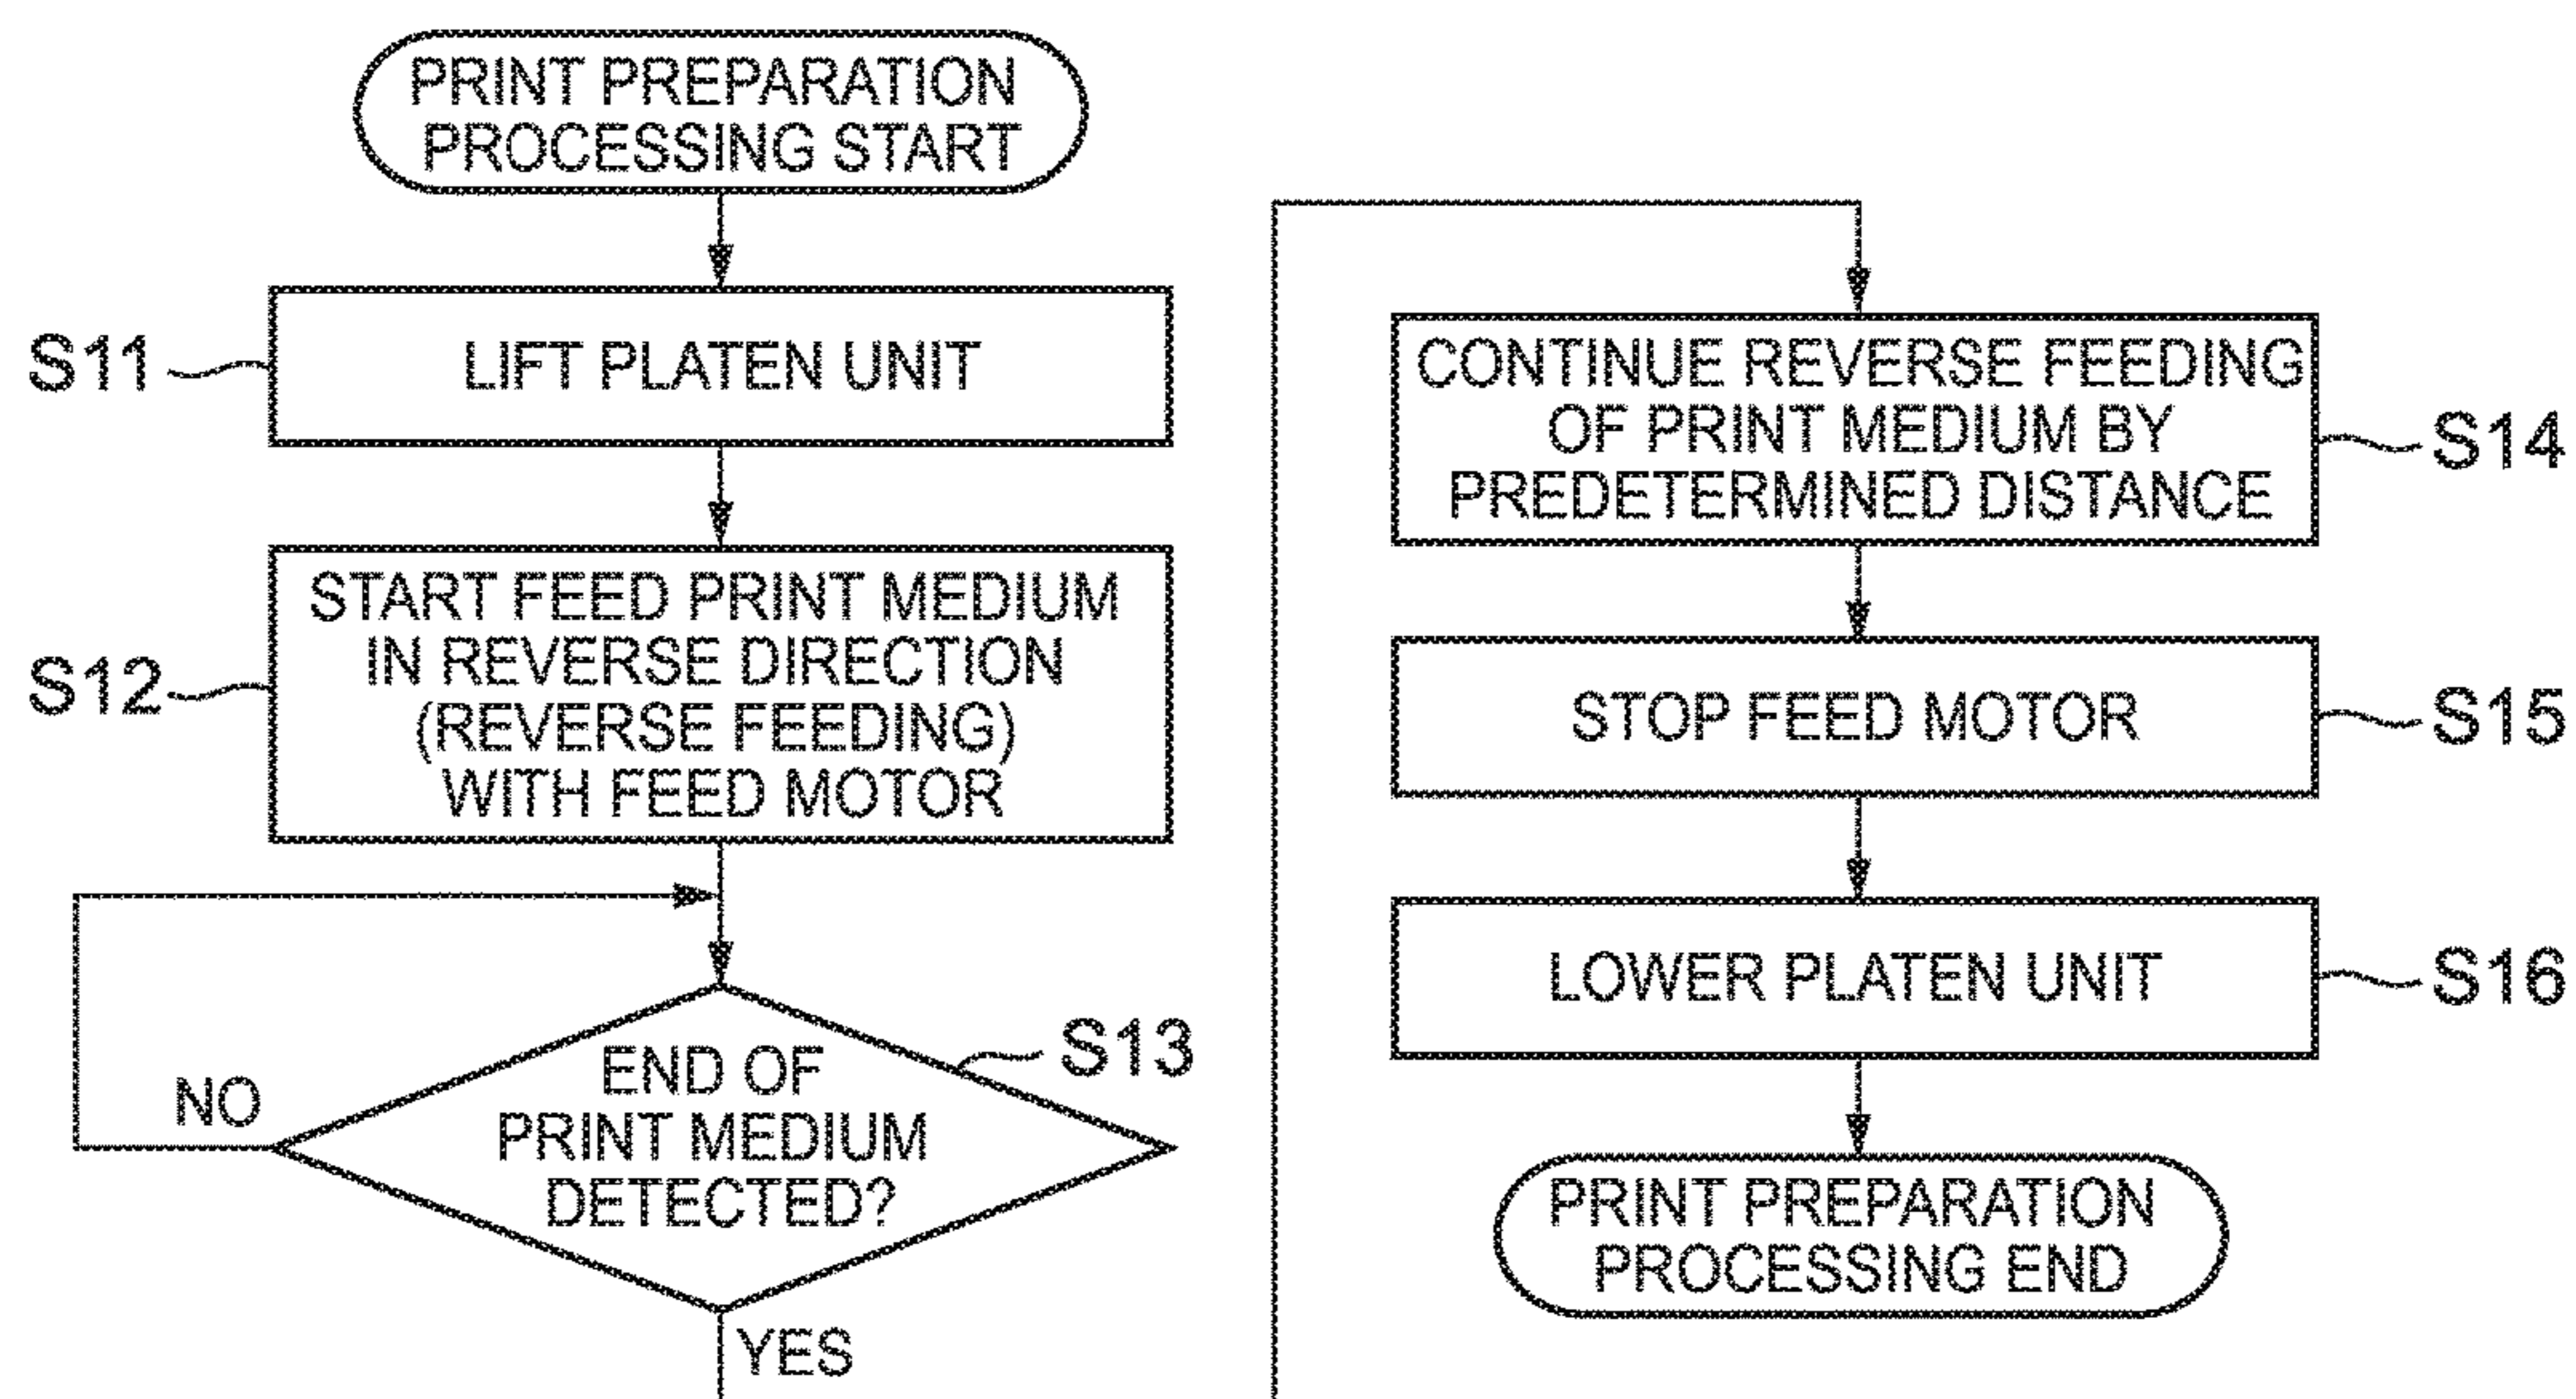 PRINT PREPARATION
PROCESSING START
S11
LIFT PLATEN UNIT
S12
START FEED PRINT MEDIUM
IN REVERSE DIRECTION
(REVERSE FEEDING)
WITH FEED MOTOR
S13
END OF
PRINT MEDIUM
DETECTED?
NO
YES
CONTINUE REVERSE FEEDING
OF PRINT MEDIUM BY
PREDETERMINED DISTANCE
S14
STOP FEED MOTOR
S15
LOWER PLATEN UNIT
S16
PRINT PREPARATION
PROCESSING END